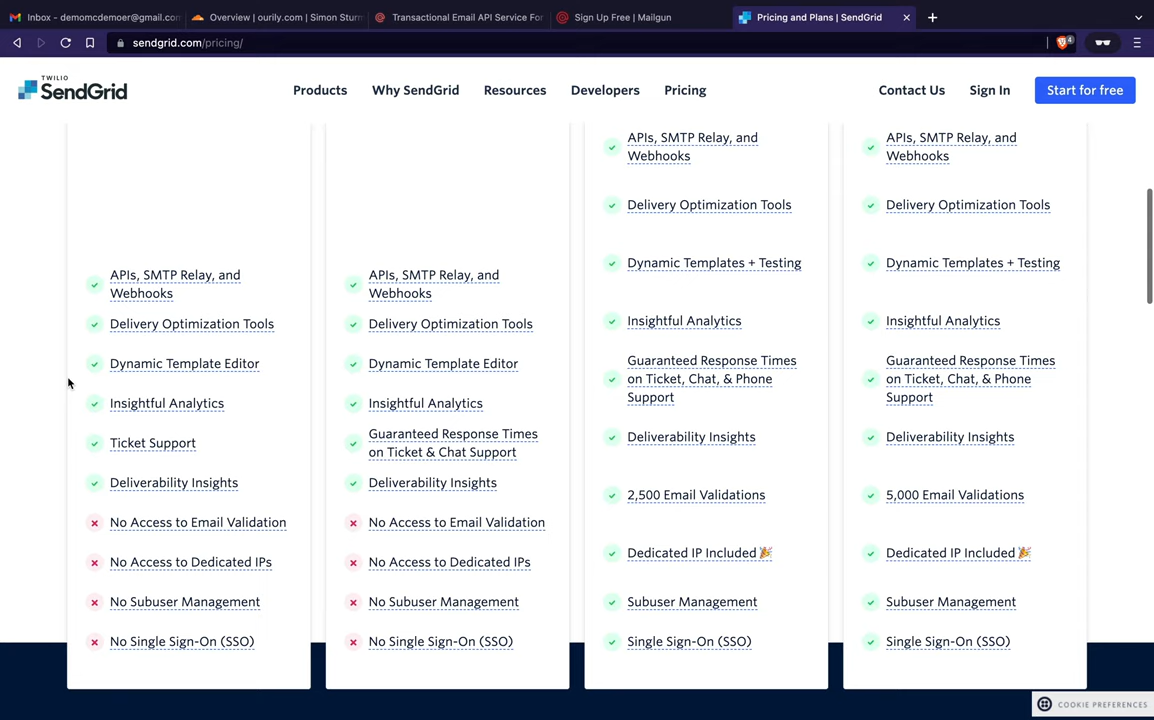 Inbox - demomcdemoer@gmail.com
Overview | ourily.com | Simon Sturm
Transactional Email API Service For
Sign Up Free | Mailgun
Pricing and Plans | SendGrid
sendgrid.com/pricing/
4
TWILIO
SendGrid
Products
Why SendGrid
Resources
Developers
Pricing
Contact Us
Sign In
Start for free
APIs, SMTP Relay, and
Webhooks
Delivery Optimization Tools
Dynamic Template Editor
Insightful Analytics
Ticket Support
Deliverability Insights
No Access to Email Validation
No Access to Dedicated IPs
No Subuser Management
No Single Sign-On (SSO)
APIs, SMTP Relay, and
Webhooks
Delivery Optimization Tools
Dynamic Template Editor
Insightful Analytics
Guaranteed Response Times
on Ticket & Chat Support
Deliverability Insights
No Access to Email Validation
No Access to Dedicated IPs
No Subuser Management
No Single Sign-On (SSO)
APIs, SMTP Relay, and
Webhooks
Delivery Optimization Tools
Dynamic Templates + Testing
Insightful Analytics
Guaranteed Response Times
on Ticket, Chat, & Phone
Support
Deliverability Insights
2,500 Email Validations
Dedicated IP Included 🎉
Subuser Management
Single Sign-On (SSO)
APIs, SMTP Relay, and
Webhooks
Delivery Optimization Tools
Dynamic Templates + Testing
Insightful Analytics
Guaranteed Response Times
on Ticket, Chat, & Phone
Support
Deliverability Insights
5,000 Email Validations
Dedicated IP Included 🎉
Subuser Management
Single Sign-On (SSO)
COOKIE PREFERENCES